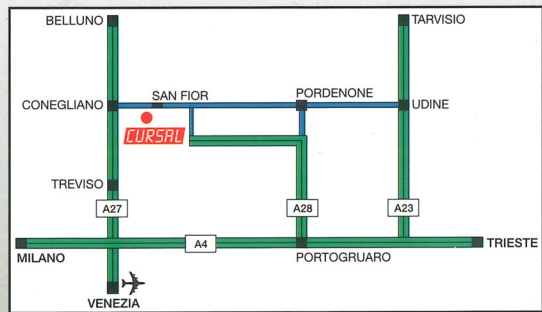 BELLUNO
TARVISIO
CONEGLIANO
SAN FIOR
PORDENONE
UDINE
CURSAL
TREVISO
A27
A28
A23
MILANO
A4
PORTOGRUARO
TRIESTE
VENEZIA